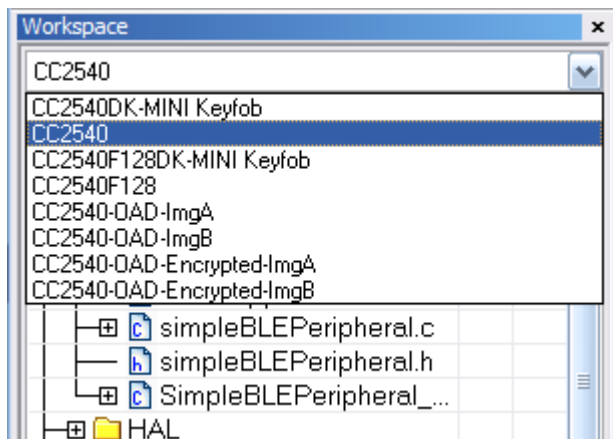 Workspace
CC2540
CC2540DK-MINI Keyfob
CC2540
CC2540F128DK-MINI Keyfob
CC2540F128
CC2540-OAD-ImgA
CC2540-OAD-ImgB
CC2540-OAD-Encrypted-ImgA
CC2540-OAD-Encrypted-ImgB
simpleBLEPeripheral.c
simpleBLEPeripheral.h
SimpleBLEPeripheral_...
HAL